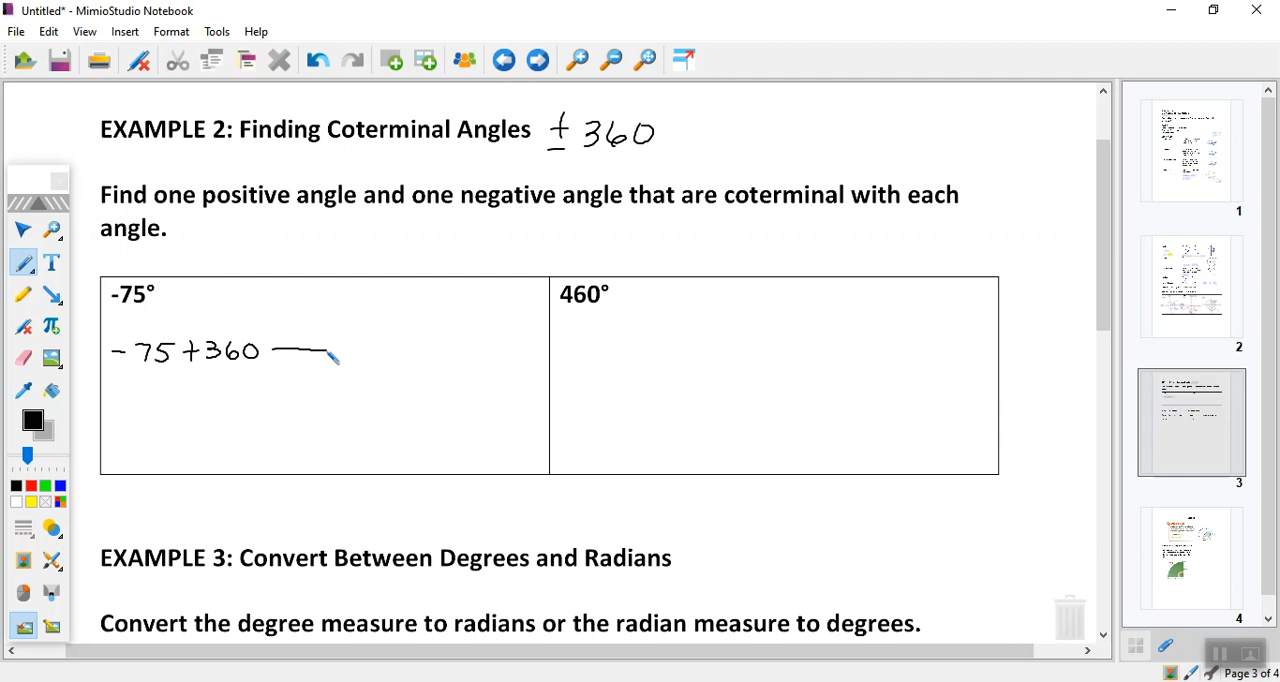 Untitled* - MimioStudio Notebook
File Edit View Insert Format Tools Help
EXAMPLE 2: Finding Coterminal Angles ± 360
Find one positive angle and one negative angle that are coterminal with each
angle.
-75° 460°
-75+360
EXAMPLE 3: Convert Between Degrees and Radians
Convert the degree measure to radians or the radian measure to degrees.
1
2
3
4
Page 3 of 4